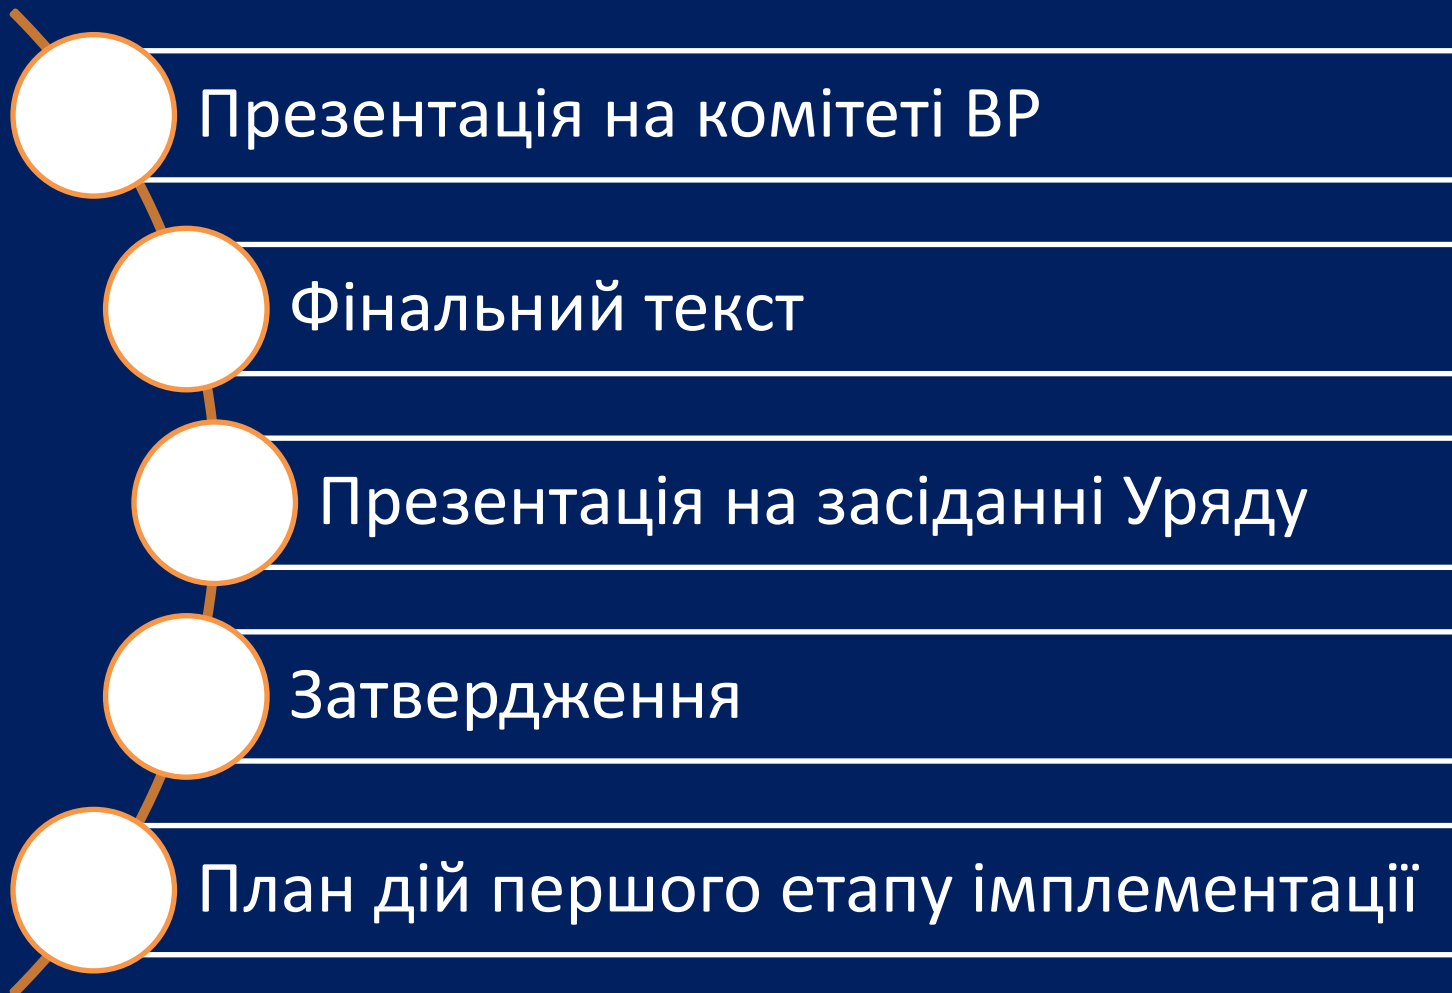 Презентація на комітеті ВР
Фінальний текст
Презентація на засіданні Уряду
Затвердження
План дій першого етапу імплементації